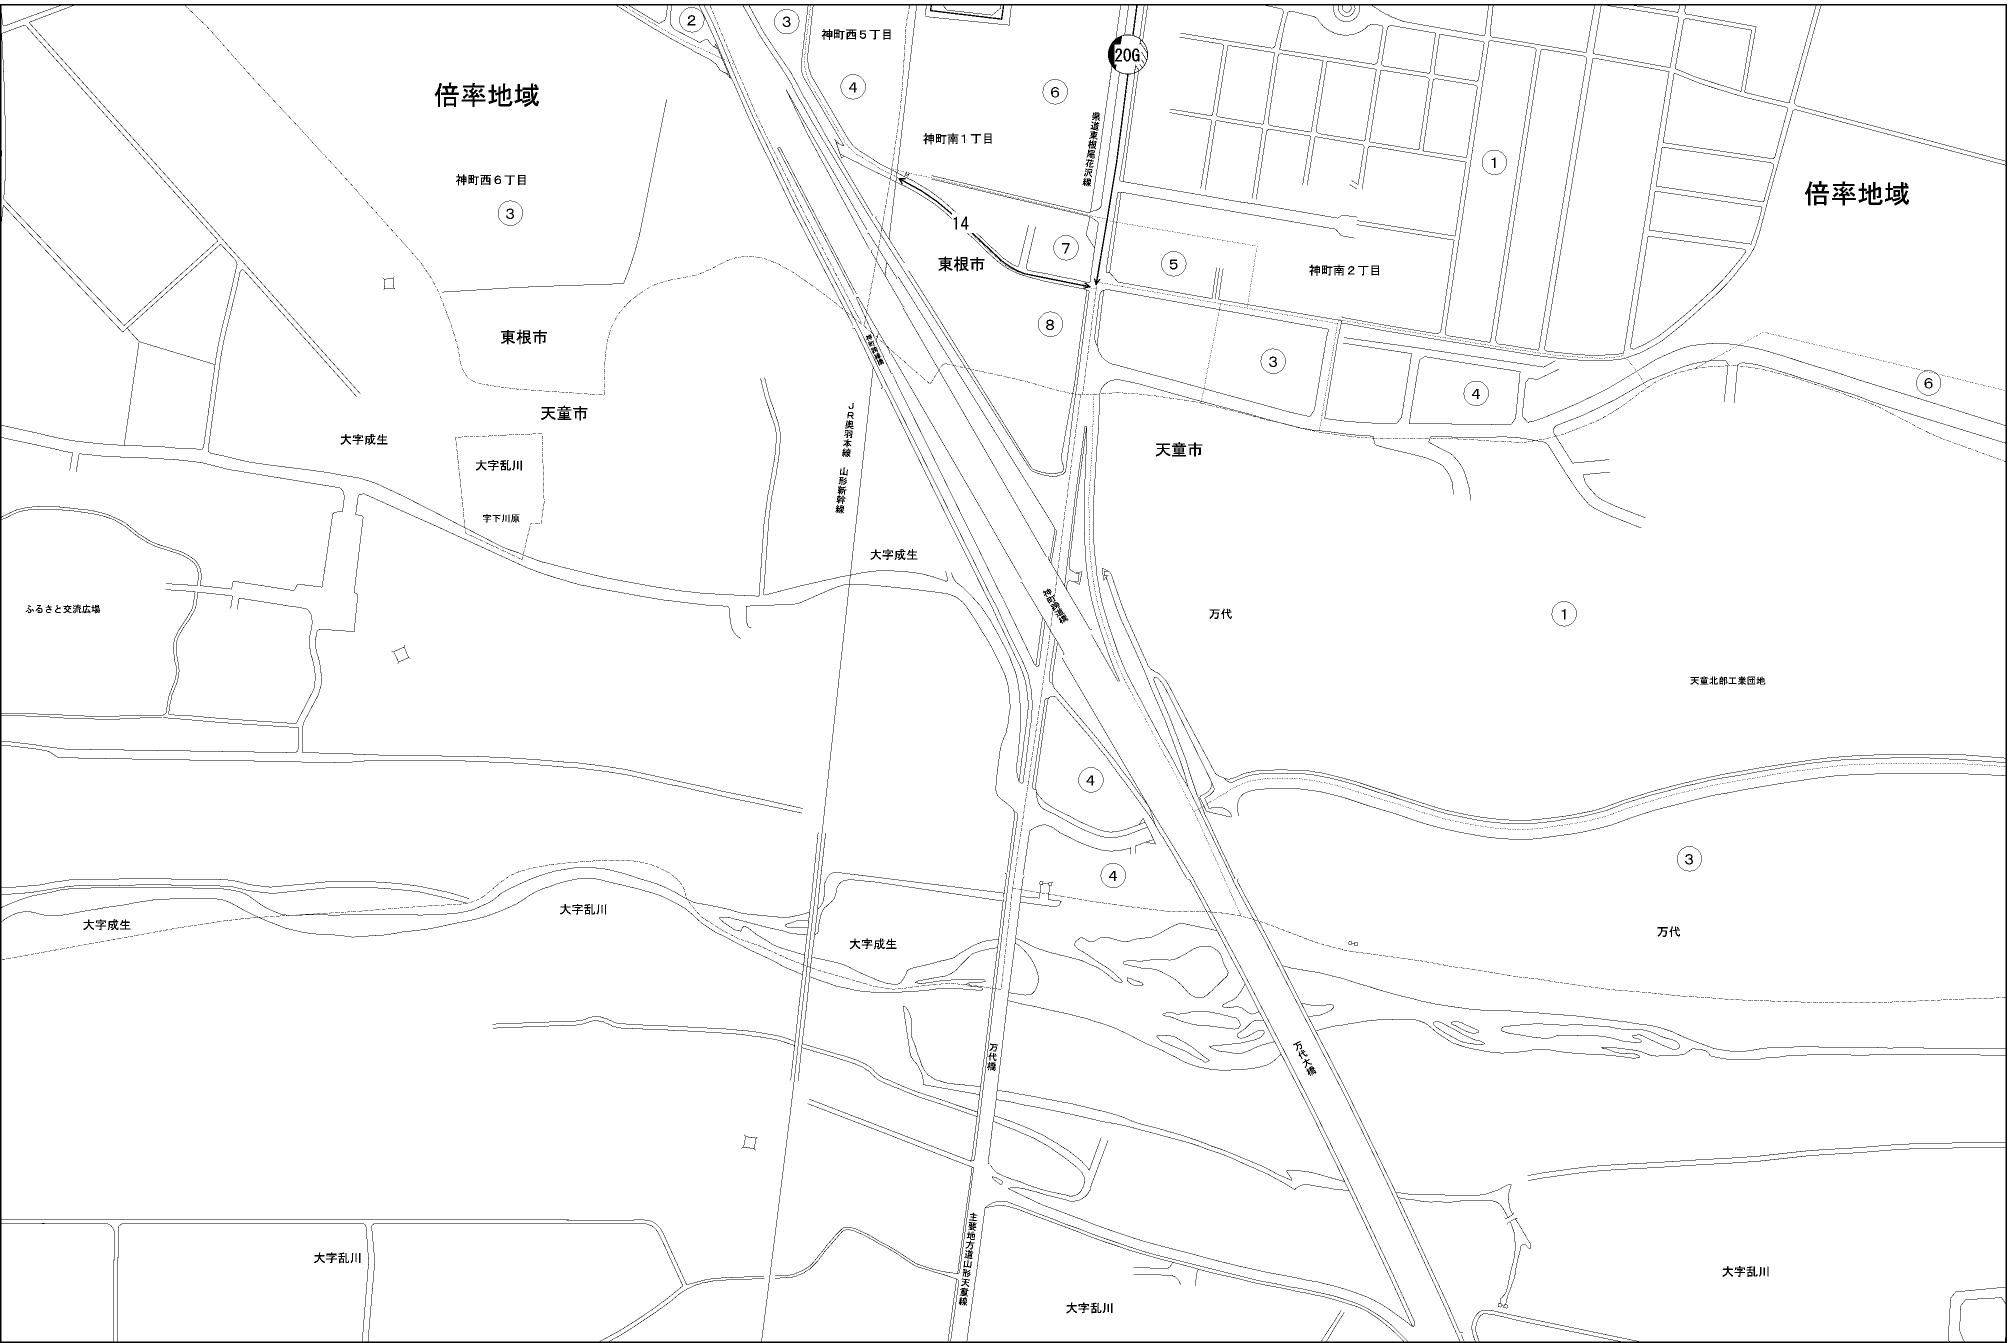 ②
③
神町西５丁目
20G
倍率地域
④
⑥
県道東根尾花沢線
神町南１丁目
①
神町西６丁目
倍率地域
③
14
⑦
東根市
⑤
神町南２丁目
⑧
東根市
③
⑥
④
天童市
大字成生
ＪＲ奥羽本線　山形新幹線
天童市
大字乱川
字下川原
大字成生
神町跨道橋
ふるさと交流広場
万代
①
天童北部工業団地
④
③
④
大字乱川
大字成生
大字成生
万代
万代橋
万代大橋
主要地方道山形天童線
大字乱川
大字乱川
大字乱川